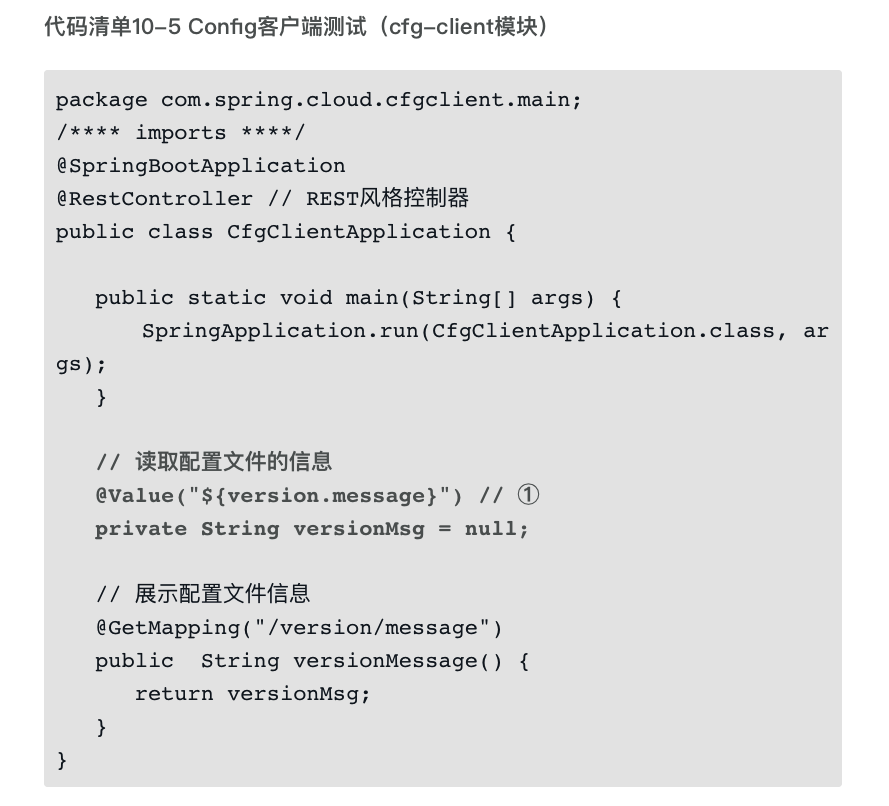 代码清单10-5 Config客户端测试（cfg-client模块）
package com.spring.cloud.cfgclient.main;
/**** imports ****/
@SpringBootApplication
@RestController // REST风格控制器
public class CfgClientApplication {
public static void main(String[] args) {
SpringApplication.run(CfgClientApplication.class, ar
gs);
}
// 读取配置文件的信息
@Value("${version.message}") // ①
private String versionMsg = null;
// 展示配置文件信息
@GetMapping("/version/message")
public  String versionMessage() {
return versionMsg;
}
}